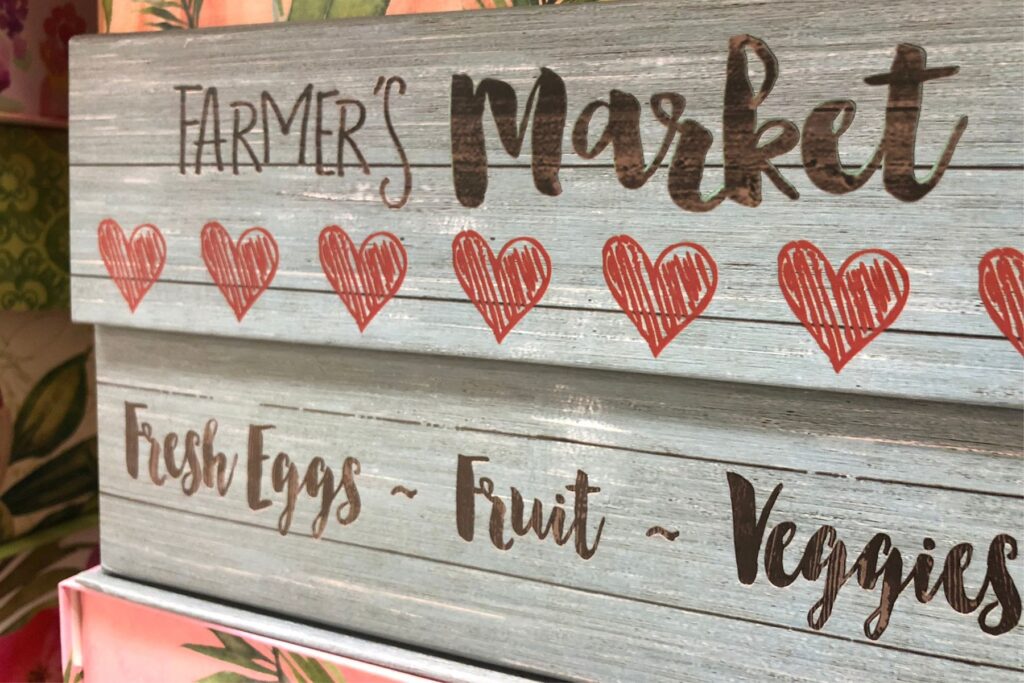 FARMER'S Market
Fresh Eggs ~ Fruit ~ Veggies